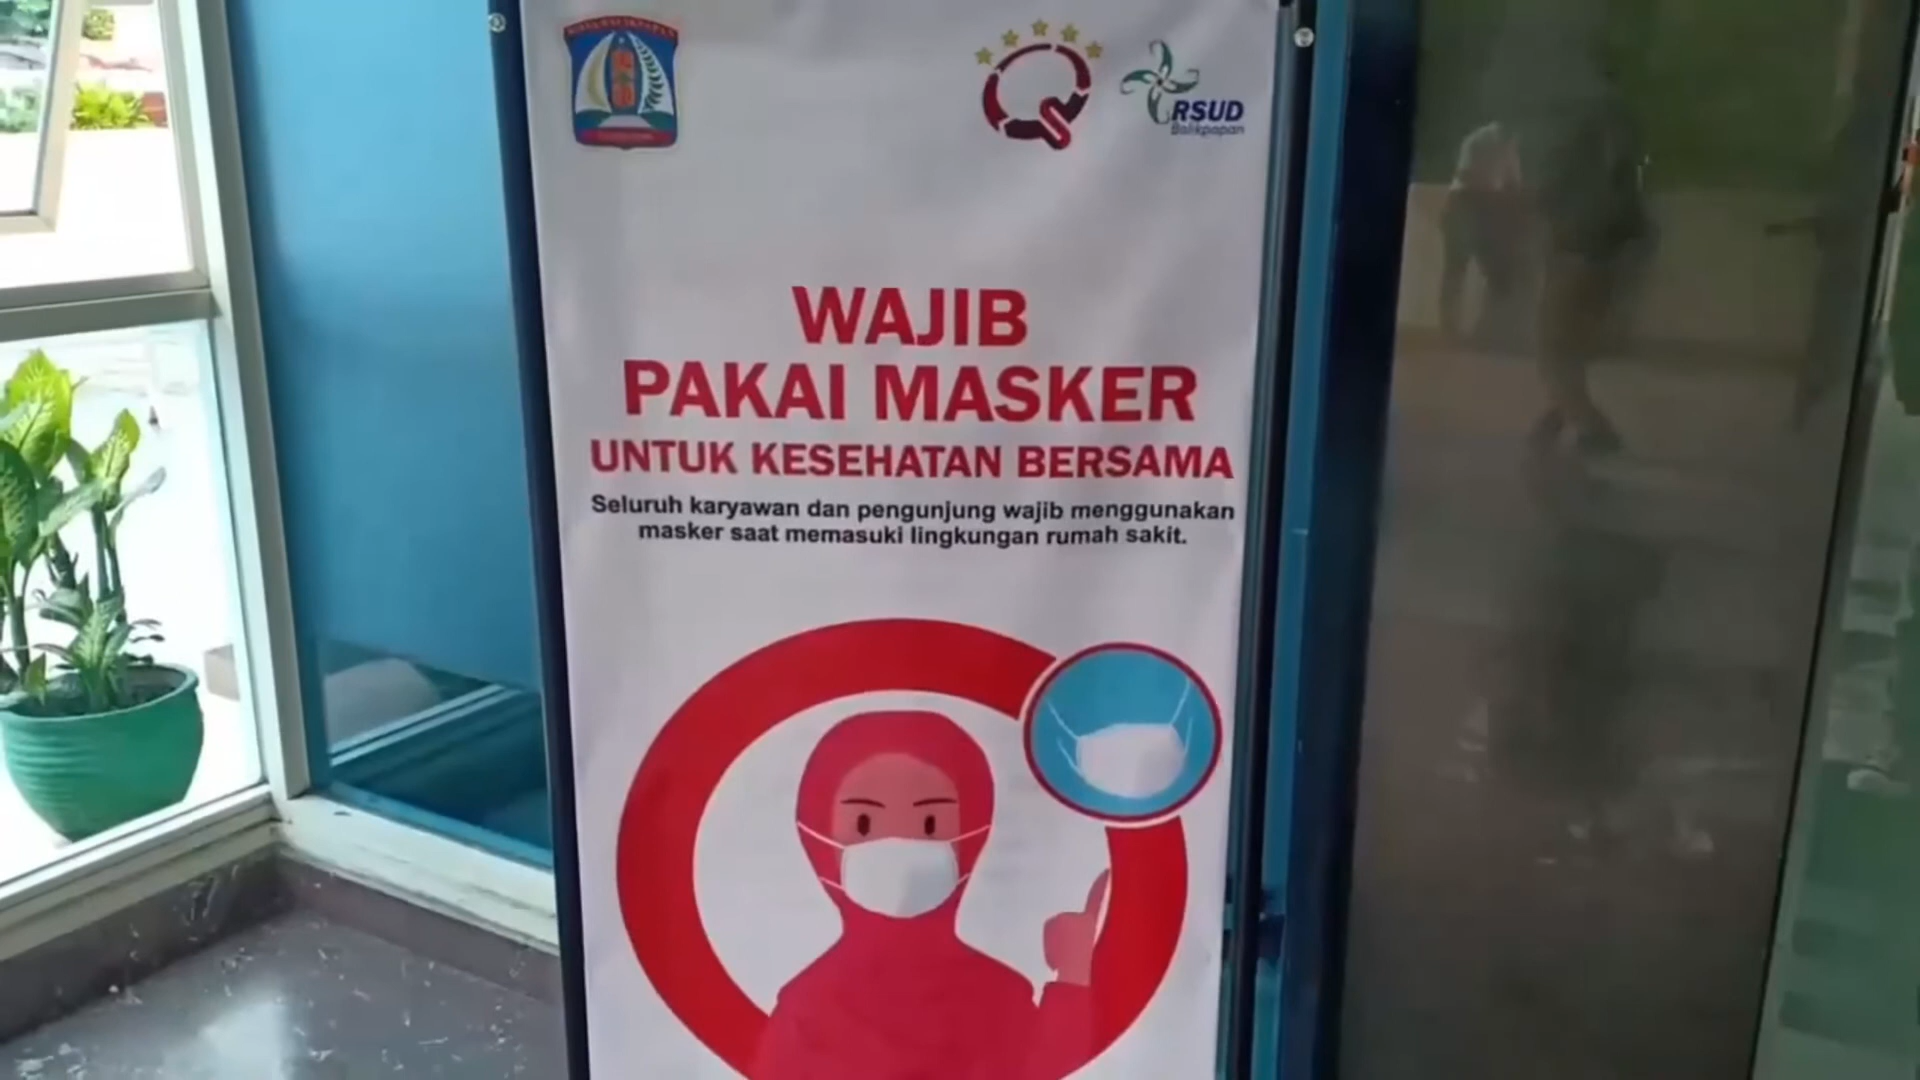 RSUD
Balikpapan
WAJIB
PAKAI MASKER
UNTUK KESEHATAN BERSAMA
Seluruh karyawan dan pengunjung wajib menggunakan
masker saat memasuki lingkungan rumah sakit.